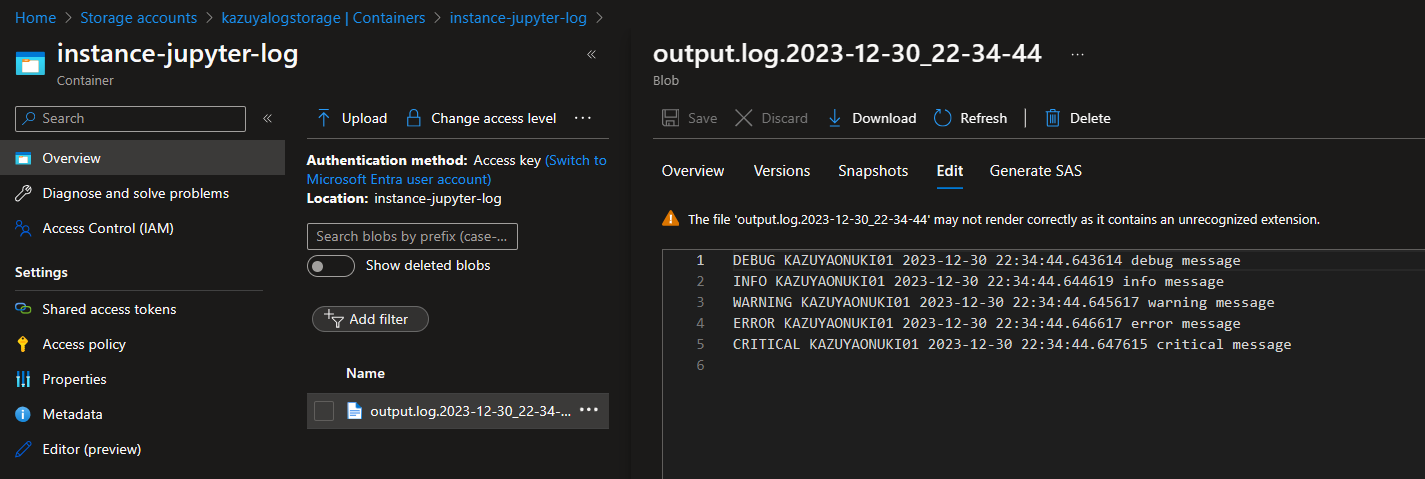 Home > Storage accounts > kazuyalogstorage | Containers > instance-jupyter-log >
instance-jupyter-log
Container
«
Search
«
Overview
Diagnose and solve problems
Access Control (IAM)
Settings
Shared access tokens
Access policy
Properties
Metadata
Editor (preview)
Upload
Change access level
...
Authentication method: Access key (Switch to
Microsoft Entra user account)
Location: instance-jupyter-log
Search blobs by prefix (case-...
Show deleted blobs
Add filter
Name
output.log.2023-12-30_22-34-... ...
output.log.2023-12-30_22-34-44 ...
Blob
Save Discard Download Refresh | Delete
Overview Versions Snapshots Edit Generate SAS
The file 'output.log.2023-12-30_22-34-44' may not render correctly as it contains an unrecognized extension.
1 DEBUG KAZUYAONUKI01 2023-12-30 22:34:44.643614 debug message
2 INFO KAZUYAONUKI01 2023-12-30 22:34:44.644619 info message
3 WARNING KAZUYAONUKI01 2023-12-30 22:34:44.645617 warning message
4 ERROR KAZUYAONUKI01 2023-12-30 22:34:44.646617 error message
5 CRITICAL KAZUYAONUKI01 2023-12-30 22:34:44.647615 critical message
6